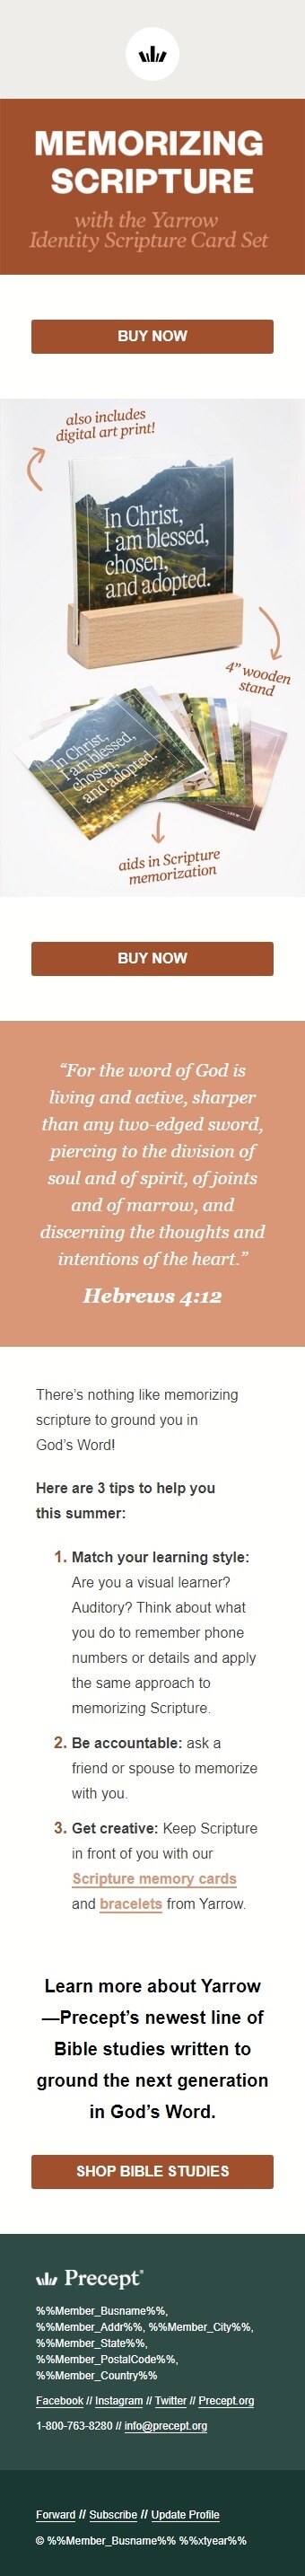 MEMORIZING
SCRIPTURE
with the Yarrow
Identity Scripture Card Set
BUY NOW
also includes
digital art print!
In Christ,
I am blessed,
chosen,
and adopted.
4" wooden
stand
In Christ,
I am blessed,
chosen,
and adopted.
aids in Scripture
memorization
BUY NOW
“For the word of God is
living and active, sharper
than any two-edged sword,
piercing to the division of
soul and of spirit, of joints
and of marrow, and
discerning the thoughts and
intentions of the heart.”
Hebrews 4:12
There’s nothing like memorizing
scripture to ground you in
God’s Word!
Here are 3 tips to help you
this summer:
1. Match your learning style:
Are you a visual learner?
Auditory? Think about what
you do to remember phone
numbers or details and apply
the same approach to
memorizing Scripture.
2. Be accountable: ask a
friend or spouse to memorize
with you.
3. Get creative: Keep Scripture
in front of you with our
Scripture memory cards
and bracelets from Yarrow.
Learn more about Yarrow
—Precept’s newest line of
Bible studies written to
ground the next generation
in God’s Word.
SHOP BIBLE STUDIES
Precept®
%%Member_Busname%%,
%%Member_Addr%%, %%Member_City%%,
%%Member_State%%,
%%Member_PostalCode%%,
%%Member_Country%%
Facebook // Instagram // Twitter // Precept.org
1-800-763-8280 // info@precept.org
Forward // Subscribe // Update Profile
© %%Member_Busname%% %%xtyear%%